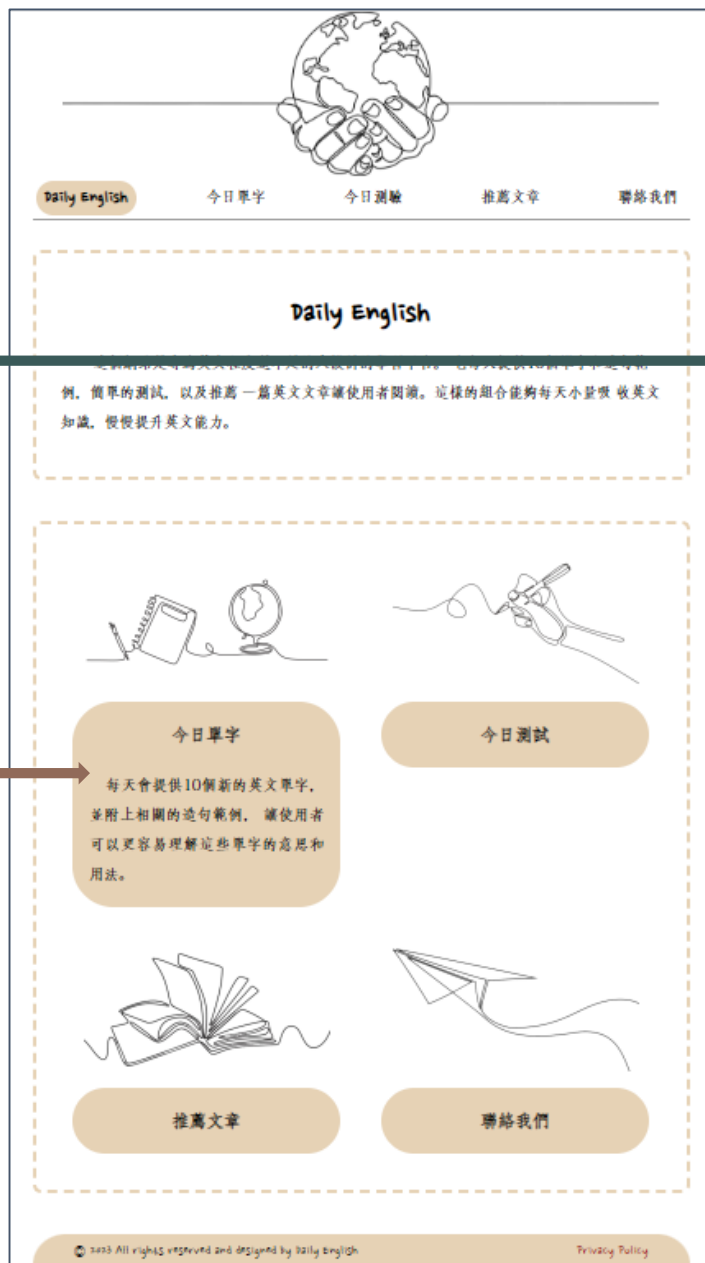 Daily English
今日單字
今日測驗
推薦文章
聯絡我們
Daily English
例，簡單的測試，以及推薦 一篇英文文章讓使用者閱讀。這樣的組合能夠每天小量吸 收英文
知識，慢慢提升英文能力。
今日單字
今日測試
每天會提供10個新的英文單字，
並附上相關的造句範例， 讓使用者
可以更容易理解這些單字的意思和
用法。
推薦文章
聯絡我們
© 2023 All rights reserved and designed by Daily English
Privacy Policy